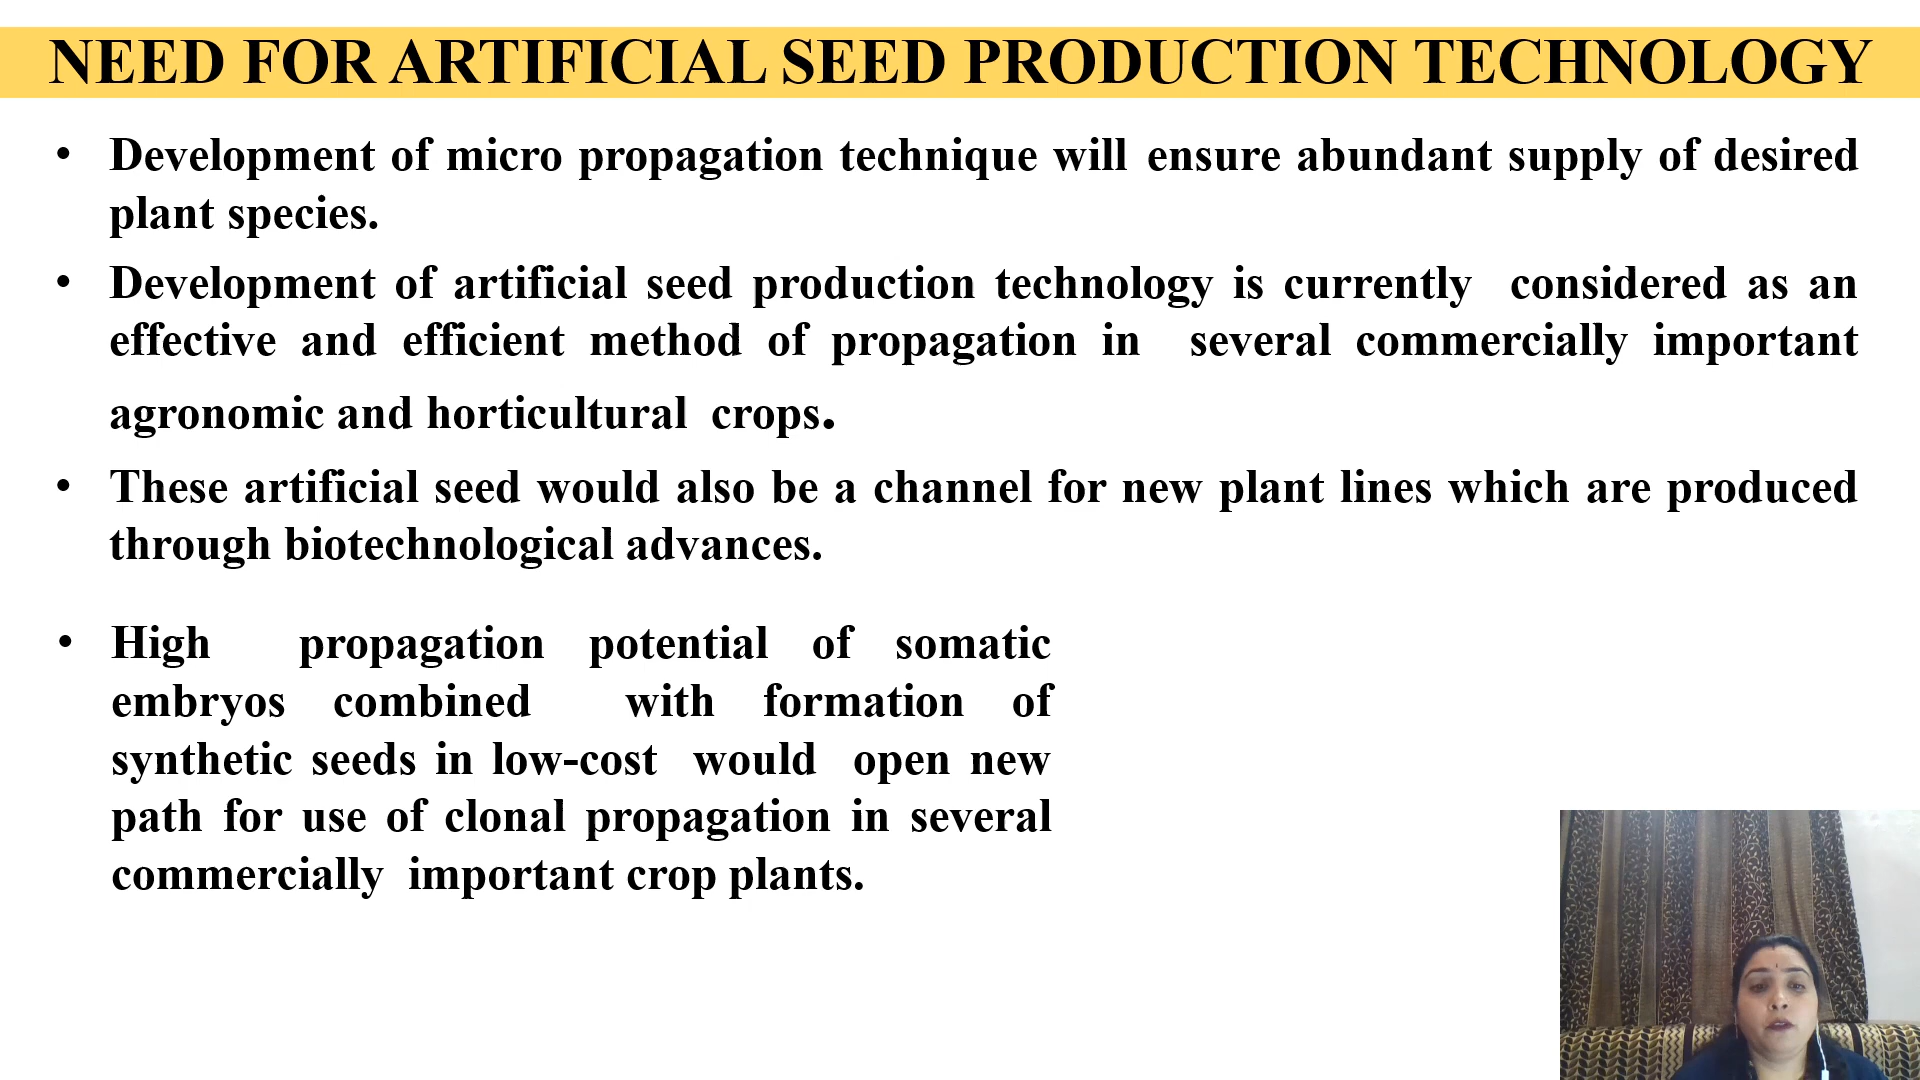 NEED FOR ARTIFICIAL SEED PRODUCTION TECHNOLOGY
• Development of micro propagation technique will ensure abundant supply of desired
plant species.
• Development of artificial seed production technology is currently considered as an
effective and efficient method of propagation in several commercially important
agronomic and horticultural crops.
• These artificial seed would also be a channel for new plant lines which are produced
through biotechnological advances.
• High propagation potential of somatic
embryos combined with formation of
synthetic seeds in low-cost would open new
path for use of clonal propagation in several
commercially important crop plants.